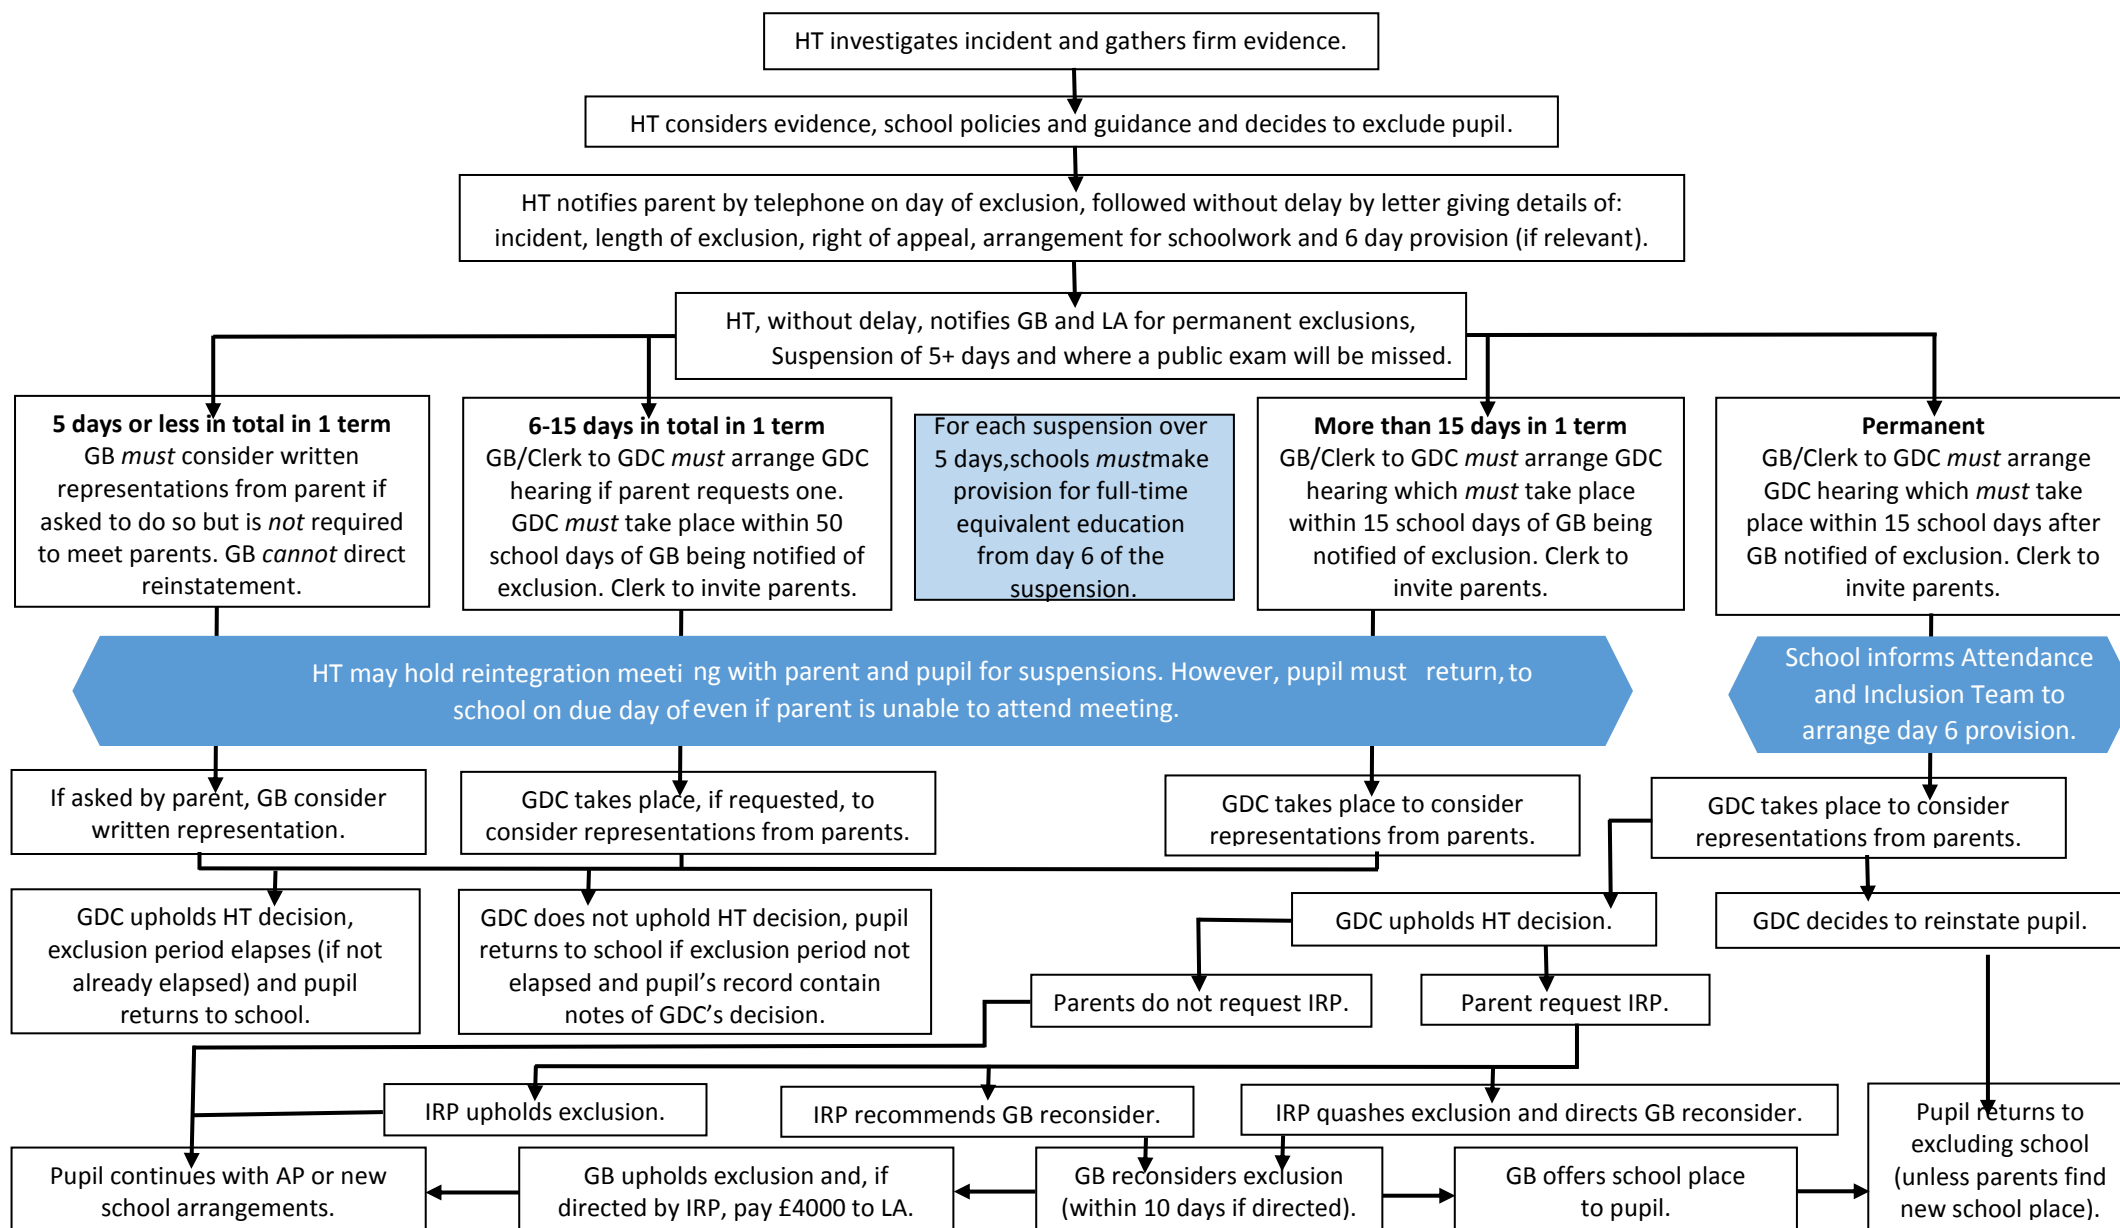 HT investigates incident and gathers firm evidence.
HT considers evidence, school policies and guidance and decides to exclude pupil.
HT notifies parent by telephone on day of exclusion, followed without delay by letter giving details of:
incident, length of exclusion, right of appeal, arrangement for schoolwork and 6 day provision (if relevant).
HT, without delay, notifies GB and LA for permanent exclusions,
Suspension of 5+ days and where a public exam will be missed.
5 days or less in total in 1 term
GB must consider written
representations from parent if
asked to do so but is not required
to meet parents. GB cannot direct
reinstatement.
6-15 days in total in 1 term
GB/Clerk to GDC must arrange GDC
hearing if parent requests one.
GDC must take place within 50
school days of GB being notified of
exclusion. Clerk to invite parents.
For each suspension over
5 days,schools mustmake
provision for full-time
equivalent education
from day 6 of the
suspension.
More than 15 days in 1 term
GB/Clerk to GDC must arrange GDC
hearing which must take place
within 15 school days of GB being
notified of exclusion. Clerk to
invite parents.
Permanent
GB/Clerk to GDC must arrange
GDC hearing which must take
place within 15 school days after
GB notified of exclusion. Clerk to
invite parents.
HT may hold reintegration meeti ng with parent and pupil for suspensions. However, pupil must return, to
school on due day of even if parent is unable to attend meeting.
School informs Attendance
and Inclusion Team to
arrange day 6 provision.
If asked by parent, GB consider
written representation.
GDC takes place, if requested, to
consider representations from parents.
GDC takes place to consider
representations from parents.
GDC takes place to consider
representations from parents.
GDC upholds HT decision,
exclusion period elapses (if not
already elapsed) and pupil
returns to school.
GDC does not uphold HT decision, pupil
returns to school if exclusion period not
elapsed and pupil's record contain
notes of GDC's decision.
GDC upholds HT decision.
GDC decides to reinstate pupil.
Parents do not request IRP.
Parent request IRP.
IRP upholds exclusion.
IRP recommends GB reconsider.
IRP quashes exclusion and directs GB reconsider.
Pupil returns to
excluding school
(unless parents find
new school place).
Pupil continues with AP or new
school arrangements.
GB upholds exclusion and, if
directed by IRP, pay £4000 to LA.
GB reconsiders exclusion
(within 10 days if directed).
GB offers school place
to pupil.